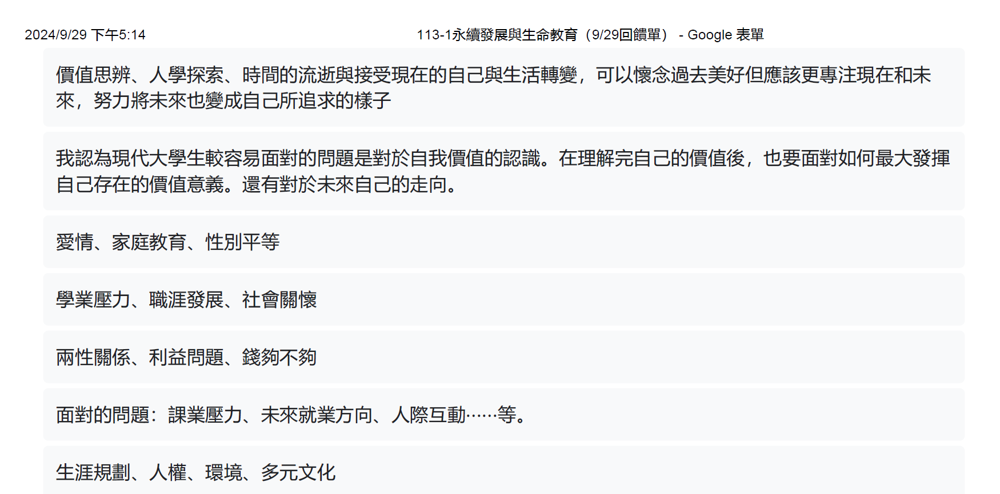 2024/9/29 下午5:14
113-1永續發展與生命教育（9/29回饋單） - Google 表單
價值思辨、人學探索、時間的流逝與接受現在的自己與生活轉變，可以懷念過去美好但應該更專注現在和未
來，努力將未來也變成自己所追求的樣子
我認為現代大學生較容易面對的問題是對於自我價值的認識。在理解完自己的價值後，也要面對如何最大發揮
自己存在的價值意義。還有對於未來自己的走向。
愛情、家庭教育、性別平等
學業壓力、職涯發展、社會關懷
兩性關係、利益問題、錢夠不夠
面對的問題：課業壓力、未來就業方向、人際互動⋯⋯等。
生涯規劃、人權、環境、多元文化